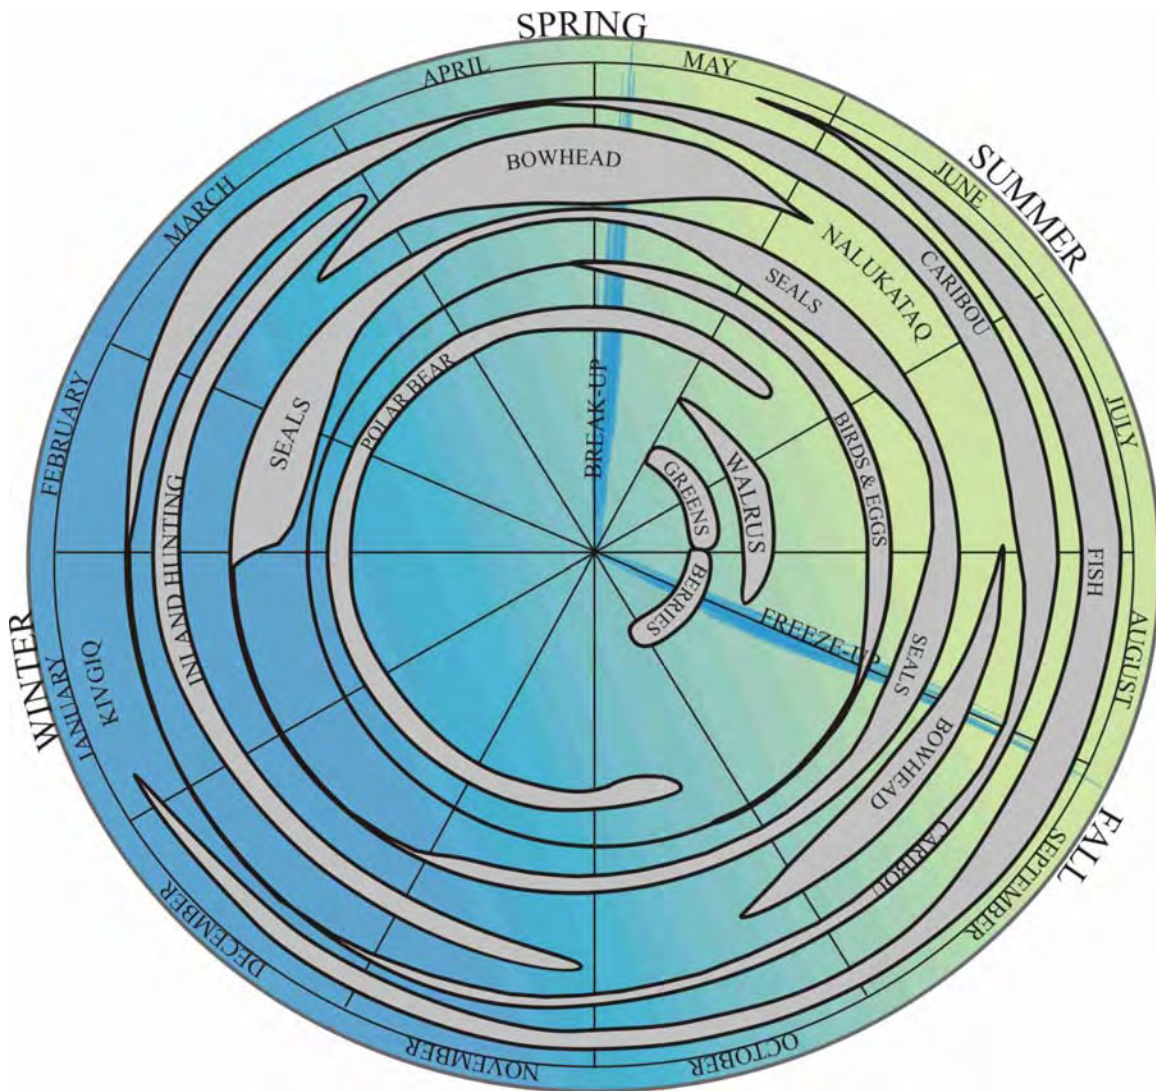 SPRING
APRIL
MAY
MARCH
JUNE
SUMMER
BOWHEAD
NALUKATAQ
CARIBOU
SEALS
FEBRUARY
SEALS
POLAR BEAR
BREAK-UP
JULY
BIRDS & EGGS
WALRUS
GREENS
INLAND HUNTING
FISH
BERRIES
FREEZE-UP
SEALS
AUGUST
WINTER
JANUARY
KIVGIQ
BOWHEAD
CARIBOU
FALL
SEPTEMBER
DECEMBER
NOVEMBER
OCTOBER